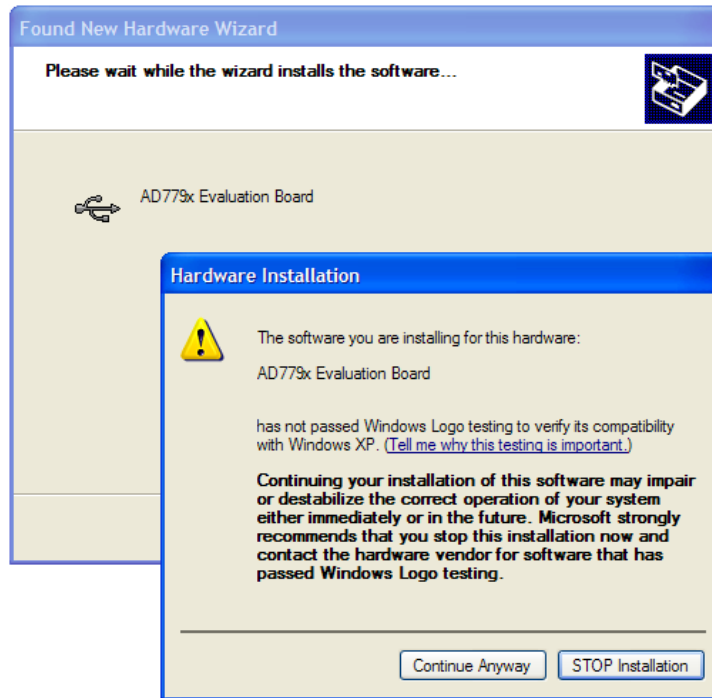 Found New Hardware Wizard
Please wait while the wizard installs the software...
AD779x Evaluation Board
Hardware Installation
The software you are installing for this hardware:
AD779x Evaluation Board
has not passed Windows Logo testing to verify its compatibility
with Windows XP. (Tell me why this testing is important.)
Continuing your installation of this software may impair
or destabilize the correct operation of your system
either immediately or in the future. Microsoft strongly
recommends that you stop this installation now and
contact the hardware vendor for software that has
passed Windows Logo testing.
Continue Anyway
STOP Installation